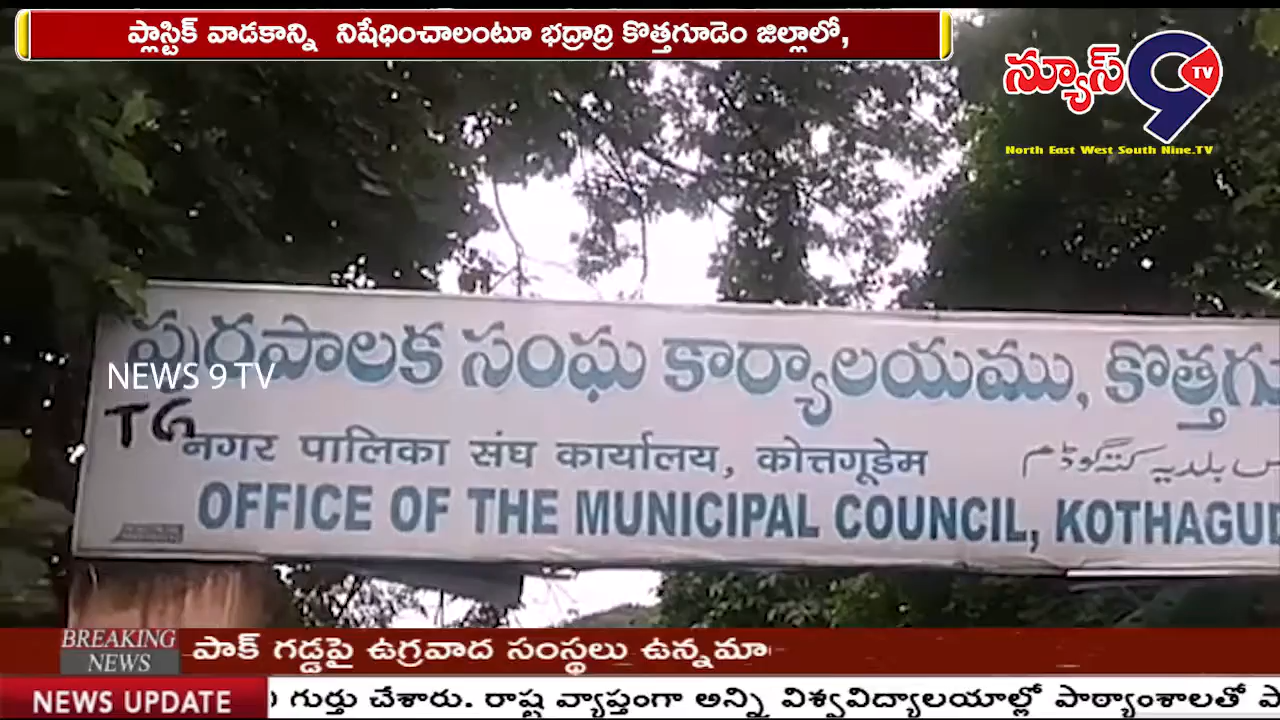 ప్లాస్టిక్ వాడకాన్ని నిషేధించాలంటూ భద్రాద్రి కొత్తగూడెం జిల్లాలో,
న్యూస్ 9 TV
North East West South Nine.TV
పురపాలక సంఘ కార్యాలయము, కొత్తగు
NEWS 9 TV
TG
नगर पालिका संघ कार्यालय, कोत्तगूडेम
OFFICE OF THE MUNICIPAL COUNCIL, KOTHAGUD
BREAKING NEWS
పాక్ గడ్డపై ఉగ్రవాద సంస్థలు ఉన్నమా
NEWS UPDATE
గుర్తు చేశారు. రాష్ట్ర వ్యాప్తంగా అన్ని విశ్వవిద్యాలయాల్లో పాఠ్యాంశాలతో పా